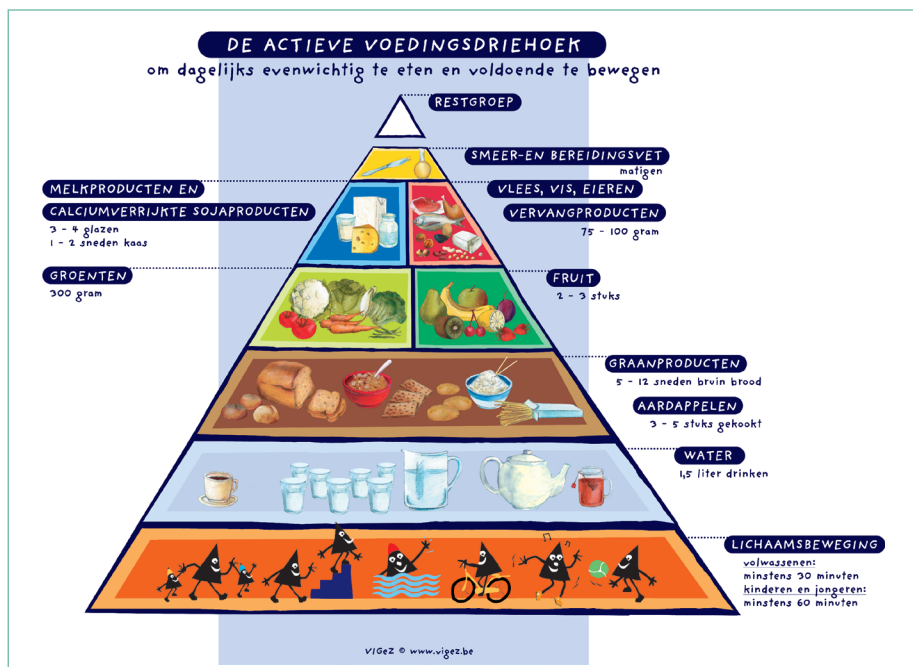 DE ACTIEVE VOEDINGSDRIEHOEK
om dagelijks evenwichtig te eten en voldoende te bewegen
RESTGROEP
SMEER-EN BEREIDINGSVET
matigen
MELKPRODUCTEN EN
CALCIUMVERRIJKTE SOJAPRODUCTEN
3 - 4 glazen
1 - 2 sneden kaas
VLEES, VIS, EIEREN
VERVANGPRODUCTEN
75 - 100 gram
GROENTEN
300 gram
FRUIT
2 - 3 stuks
GRAANPRODUCTEN
5 - 12 sneden bruin brood
AARDAPPELEN
3 - 5 stuks gekookt
WATER
1,5 liter drinken
LICHAAMSBEWEGING
volwassenen:
minstens 30 minuten
kinderen en jongeren:
minstens 60 minuten
VIGeZ © www.vigez.be